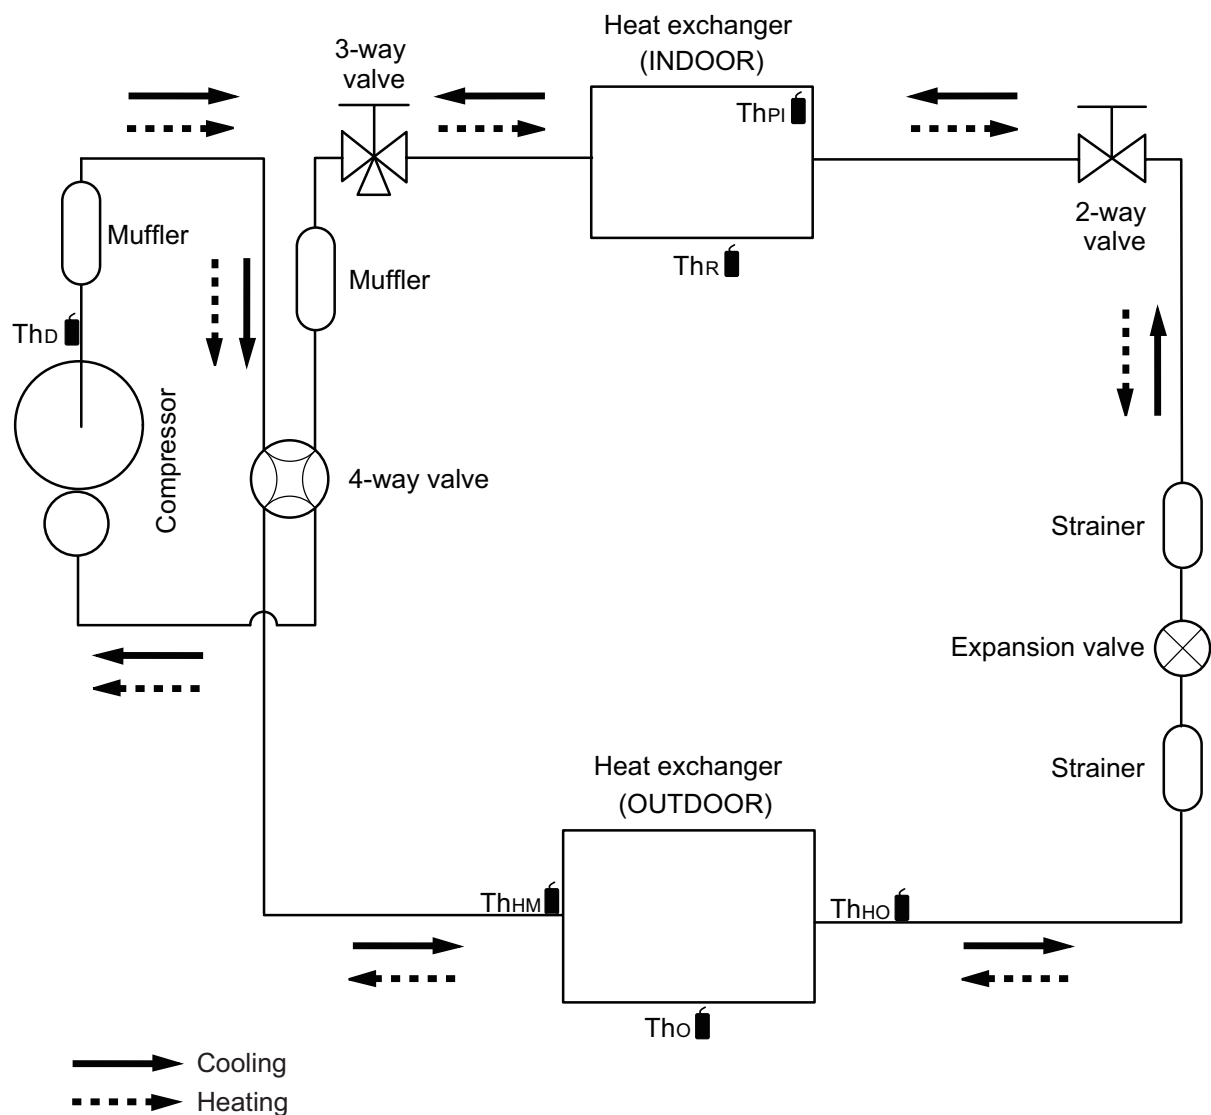 Heat exchanger
(INDOOR)
3-way
valve
ThPI
Muffler
2-way
valve
ThR
Muffler
ThD
Compressor
4-way valve
Strainer
Expansion valve
Strainer
Heat exchanger
(OUTDOOR)
ThHM
ThHO
ThO
Cooling
Heating